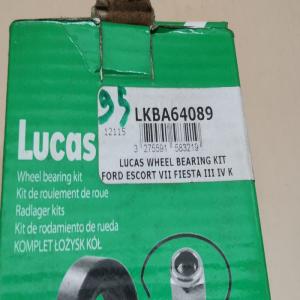 95
LKBA64089
12115
3 275591 583219
LUCAS WHEEL BEARING KIT
FORD ESCORT VII FIESTA III IV K
Lucas
Wheel bearing kit
Kit de roulement de roue
Radlager kits
Kit de rodamiento de rueda
KOMPLET ŁOŻYSK KÓŁ